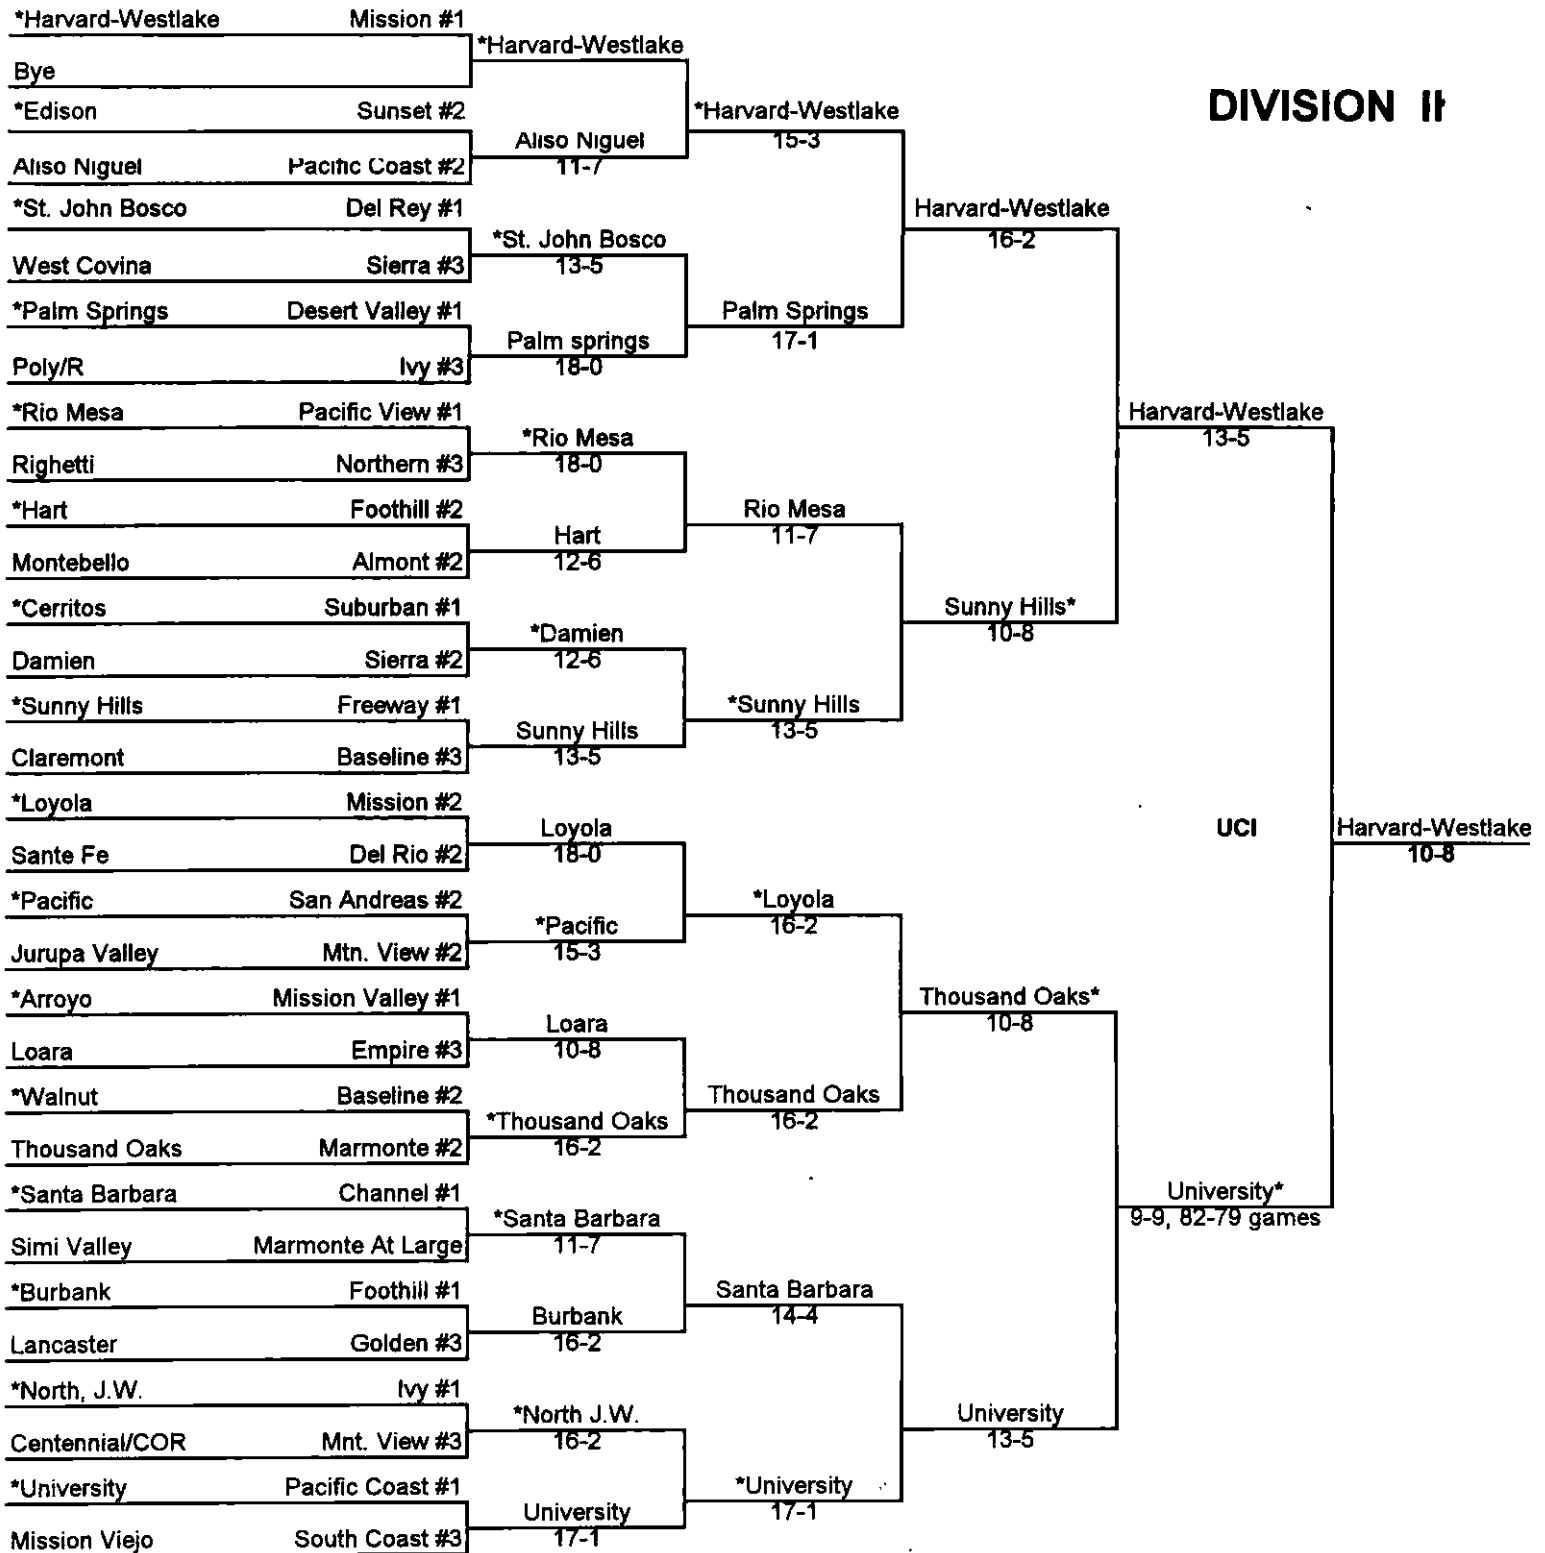 DIVISION II
*Harvard-Westlake Mission #1
Bye
*Edison Sunset #2
Aliso Niguel Pacific Coast #2
*St. John Bosco Del Rey #1
West Covina Sierra #3
*Palm Springs Desert Valley #1
Poly/R Ivy #3
*Rio Mesa Pacific View #1
Righetti Northern #3
*Hart Foothill #2
Montebello Almont #2
*Cerritos Suburban #1
Damien Sierra #2
*Sunny Hills Freeway #1
Claremont Baseline #3
*Loyola Mission #2
Sante Fe Del Rio #2
*Pacific San Andreas #2
Jurupa Valley Mtn. View #2
*Arroyo Mission Valley #1
Loara Empire #3
*Walnut Baseline #2
Thousand Oaks Marmonte #2
*Santa Barbara Channel #1
Simi Valley Marmonte At Large
*Burbank Foothill #1
Lancaster Golden #3
*North, J.W. Ivy #1
Centennial/COR Mnt. View #3
*University Pacific Coast #1
Mission Viejo South Coast #3
*Harvard-Westlake
Aliso Niguel
11-7
*St. John Bosco
13-5
Palm springs
18-0
*Rio Mesa
18-0
Hart
12-6
*Damien
12-6
Sunny Hills
13-5
Loyola
18-0
*Pacific
15-3
Loara
10-8
*Thousand Oaks
16-2
*Santa Barbara
11-7
Burbank
16-2
*North J.W.
16-2
University
17-1
*Harvard-Westlake
15-3
Palm Springs
17-1
Rio Mesa
11-7
*Sunny Hills
13-5
*Loyola
16-2
Thousand Oaks
16-2
Santa Barbara
14-4
*University
17-1
Harvard-Westlake
16-2
Sunny Hills*
10-8
Thousand Oaks*
10-8
University
13-5
Harvard-Westlake
13-5
University*
9-9, 82-79 games
UCI
Harvard-Westlake
10-8